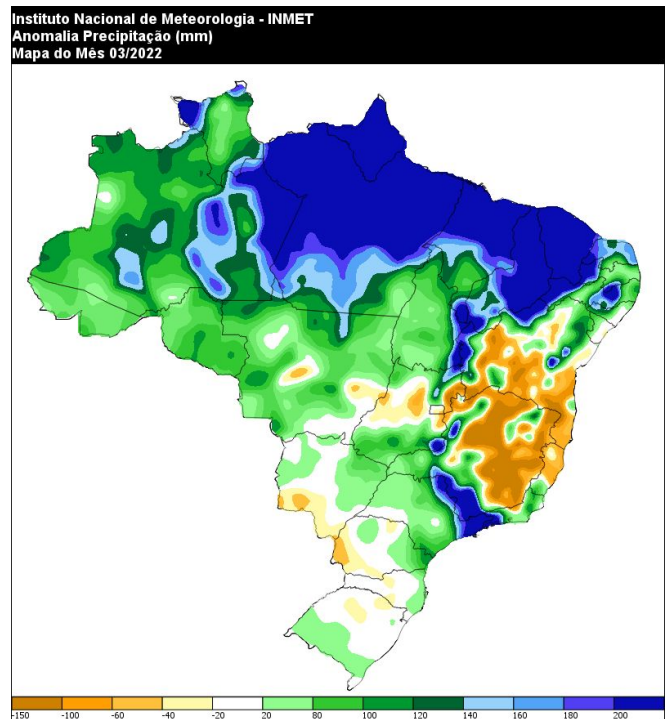 Instituto Nacional de Meteorologia - INMET
Anomalia Precipitação (mm)
Mapa do Mês 03/2022
-150 -100 -60 -40 -20 20 80 100 120 140 160 180 200